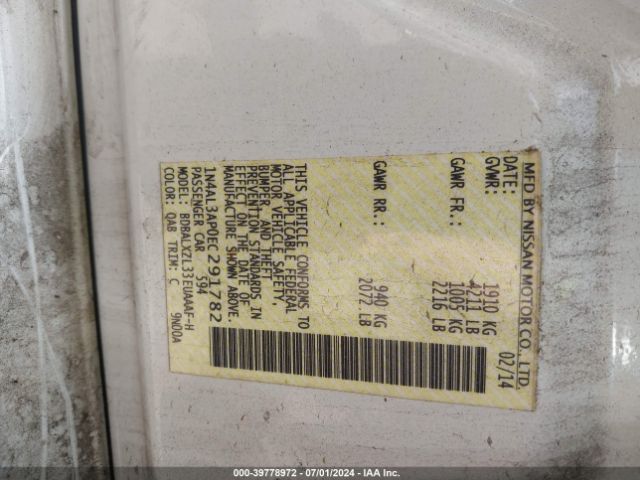 MFD BY NISSAN MOTOR CO., LTD.
DATE: 02/14
GVWR: 1910 KG
4211 LB
GAWR FR.: 1005 KG
2216 LB
GAWR RR.: 940 KG
2072 LB
THIS VEHICLE CONFORMS TO
ALL APPLICABLE FEDERAL
MOTOR VEHICLE SAFETY,
BUMPER, AND THEFT
PREVENTION STANDARDS IN
EFFECT ON THE DATE OF
MANUFACTURE SHOWN ABOVE.
1N4AL3AP0EC291782
PASSENGER CAR 594
MODEL: BDBALXZL33EUAAAF-H
COLOR: QAB TRIM: C 9N00A
000-39778972 - 07/01/2024 - IAA Inc.